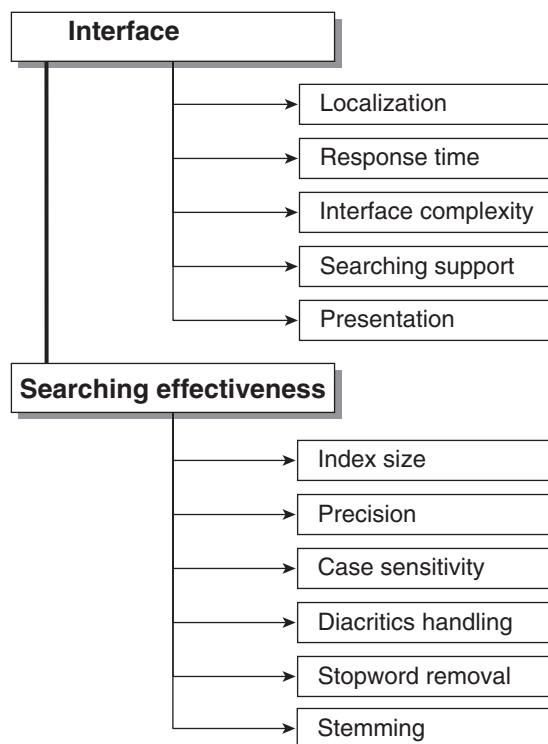 Interface
Localization
Response time
Interface complexity
Searching support
Presentation
Searching effectiveness
Index size
Precision
Case sensitivity
Diacritics handling
Stopword removal
Stemming